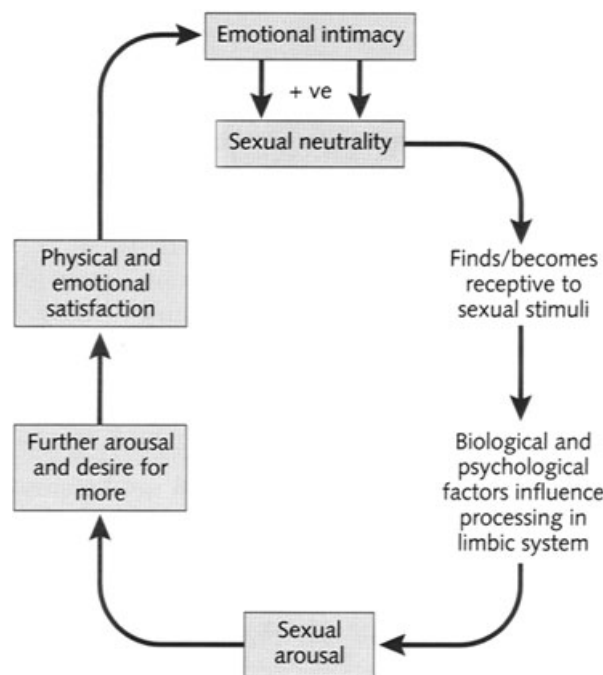 Emotional intimacy
+ ve
Sexual neutrality
Finds/becomes
receptive to
sexual stimuli
Biological and
psychological
factors influence
processing in
limbic system
Sexual
arousal
Further arousal
and desire for
more
Physical and
emotional
satisfaction